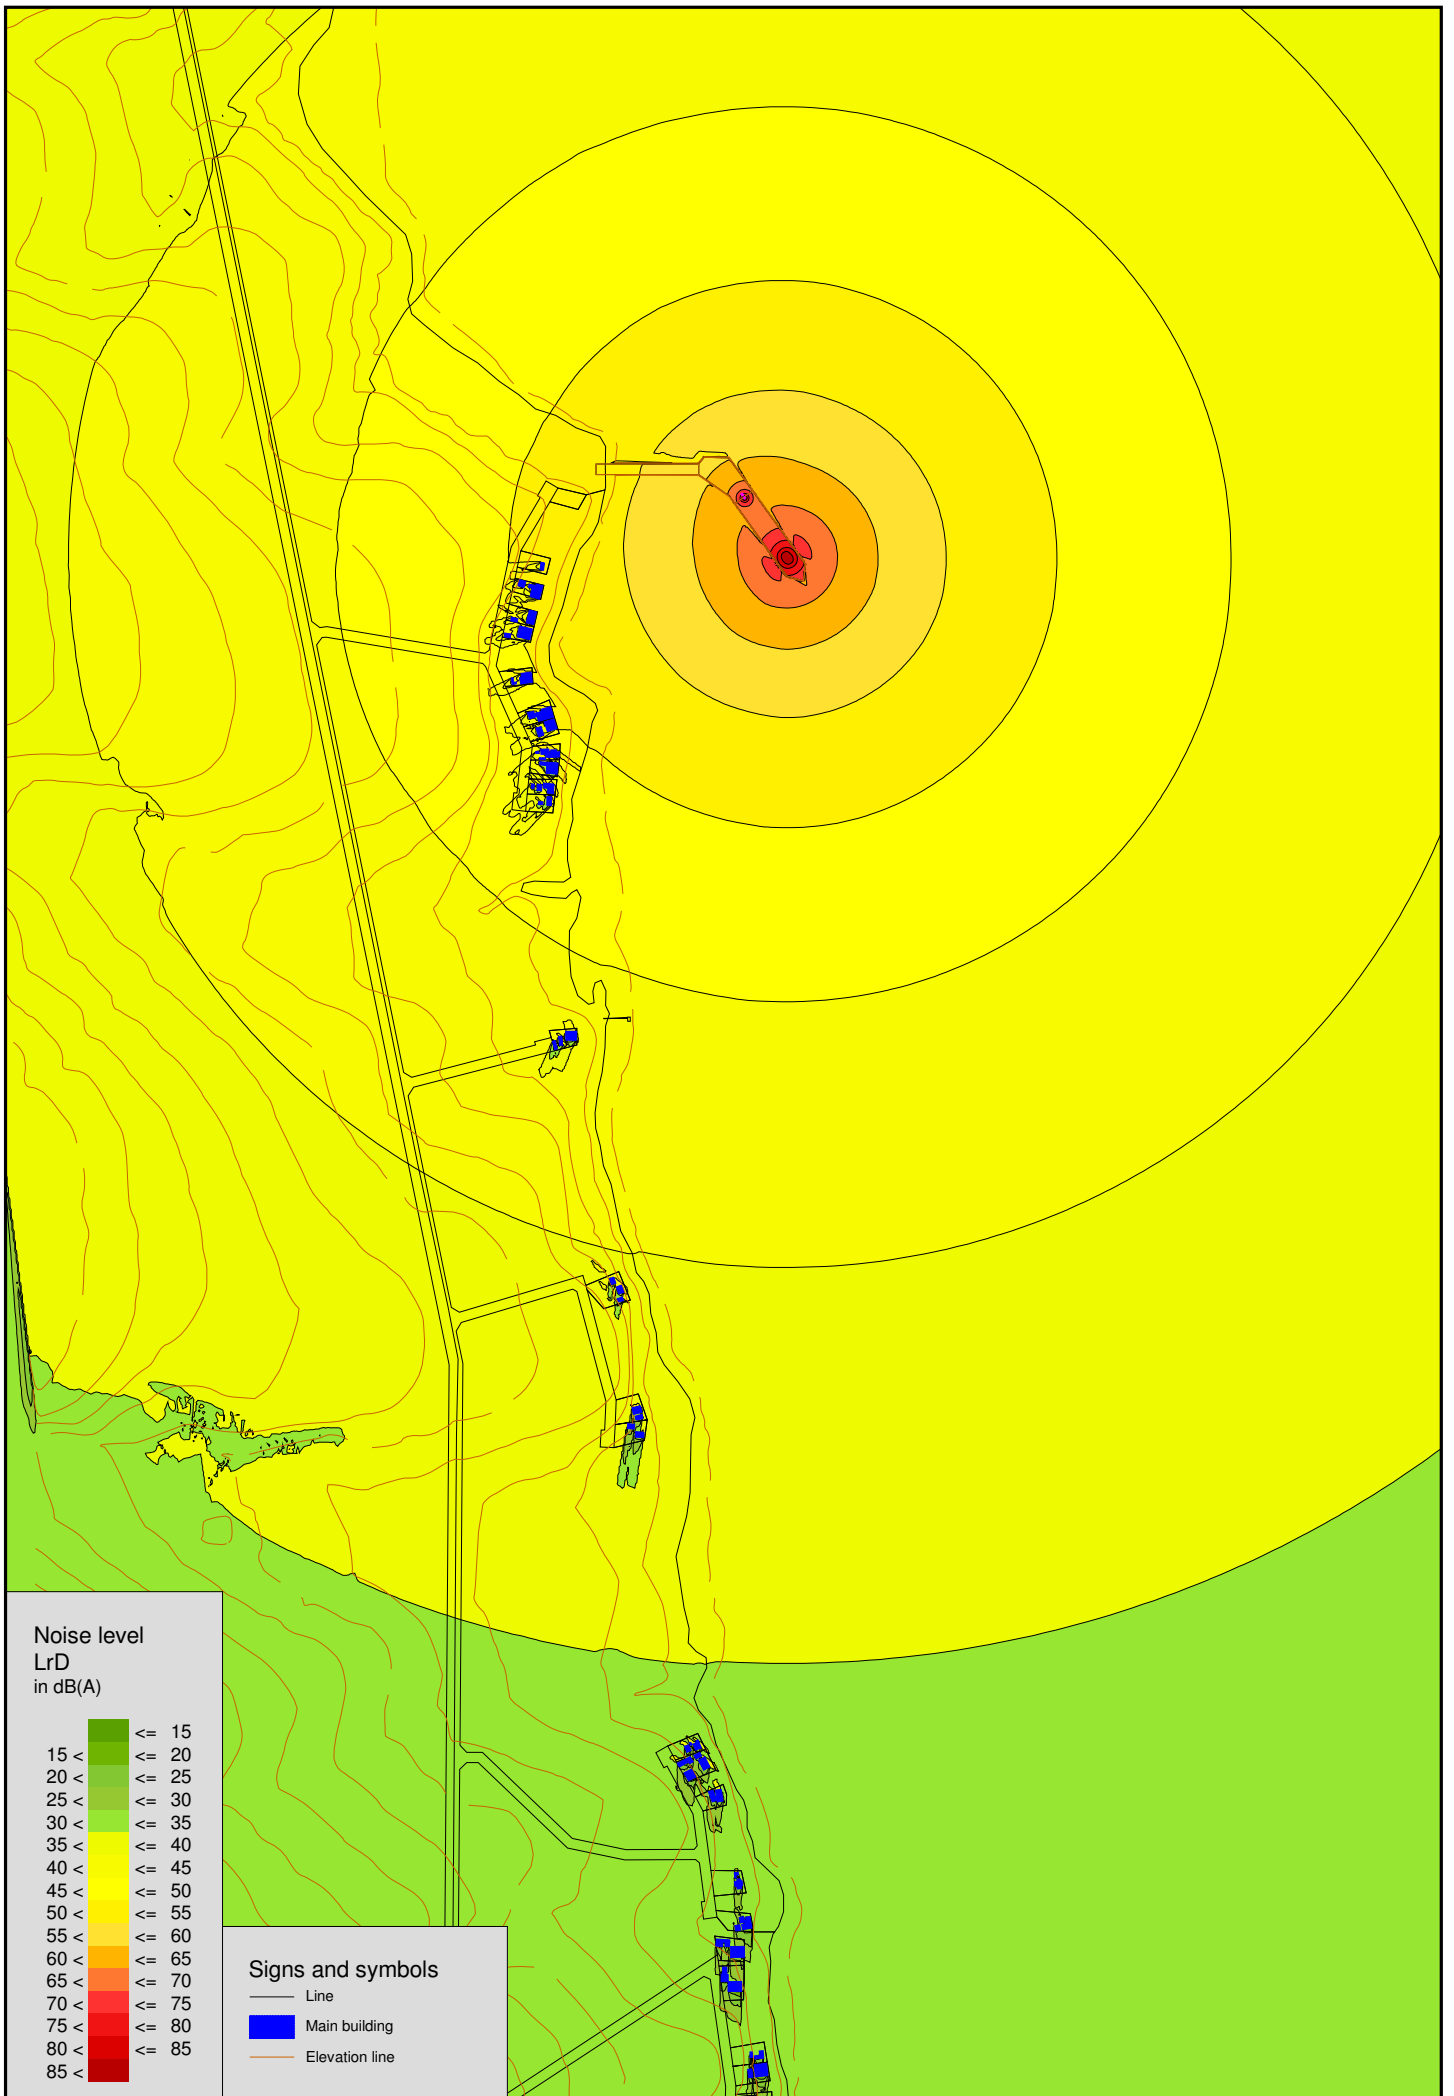 Noise level
LrD
in dB(A)
<= 15
15 < <= 20
20 < <= 25
25 < <= 30
30 < <= 35
35 < <= 40
40 < <= 45
45 < <= 50
50 < <= 55
55 < <= 60
60 < <= 65
65 < <= 70
70 < <= 75
75 < <= 80
80 < <= 85
85 <
Signs and symbols
Line
Main building
Elevation line